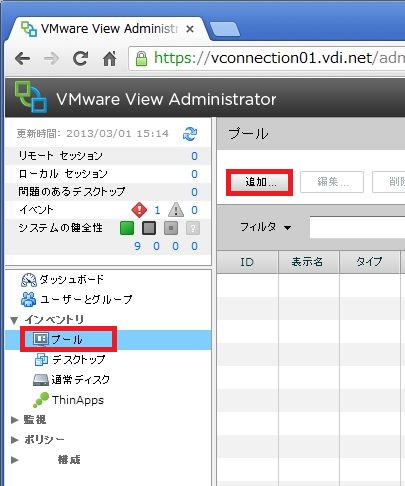 VMware View Administrator
https://vconnection01.vdi.net/adm
VMware View Administrator
更新時間: 2013/03/01 15:14
リモート セッション 0
ローカル セッション 0
問題のあるデスクトップ 0
イベント 1 0
システムの健全性 ?
9 0 0 0
ダッシュボード
ユーザーとグループ
インベントリ
プール
デスクトップ
通常ディスク
ThinApps
監視
ポリシー
構成
プール
追加... 編集... 削除
フィルタ
ID 表示名 タイプ